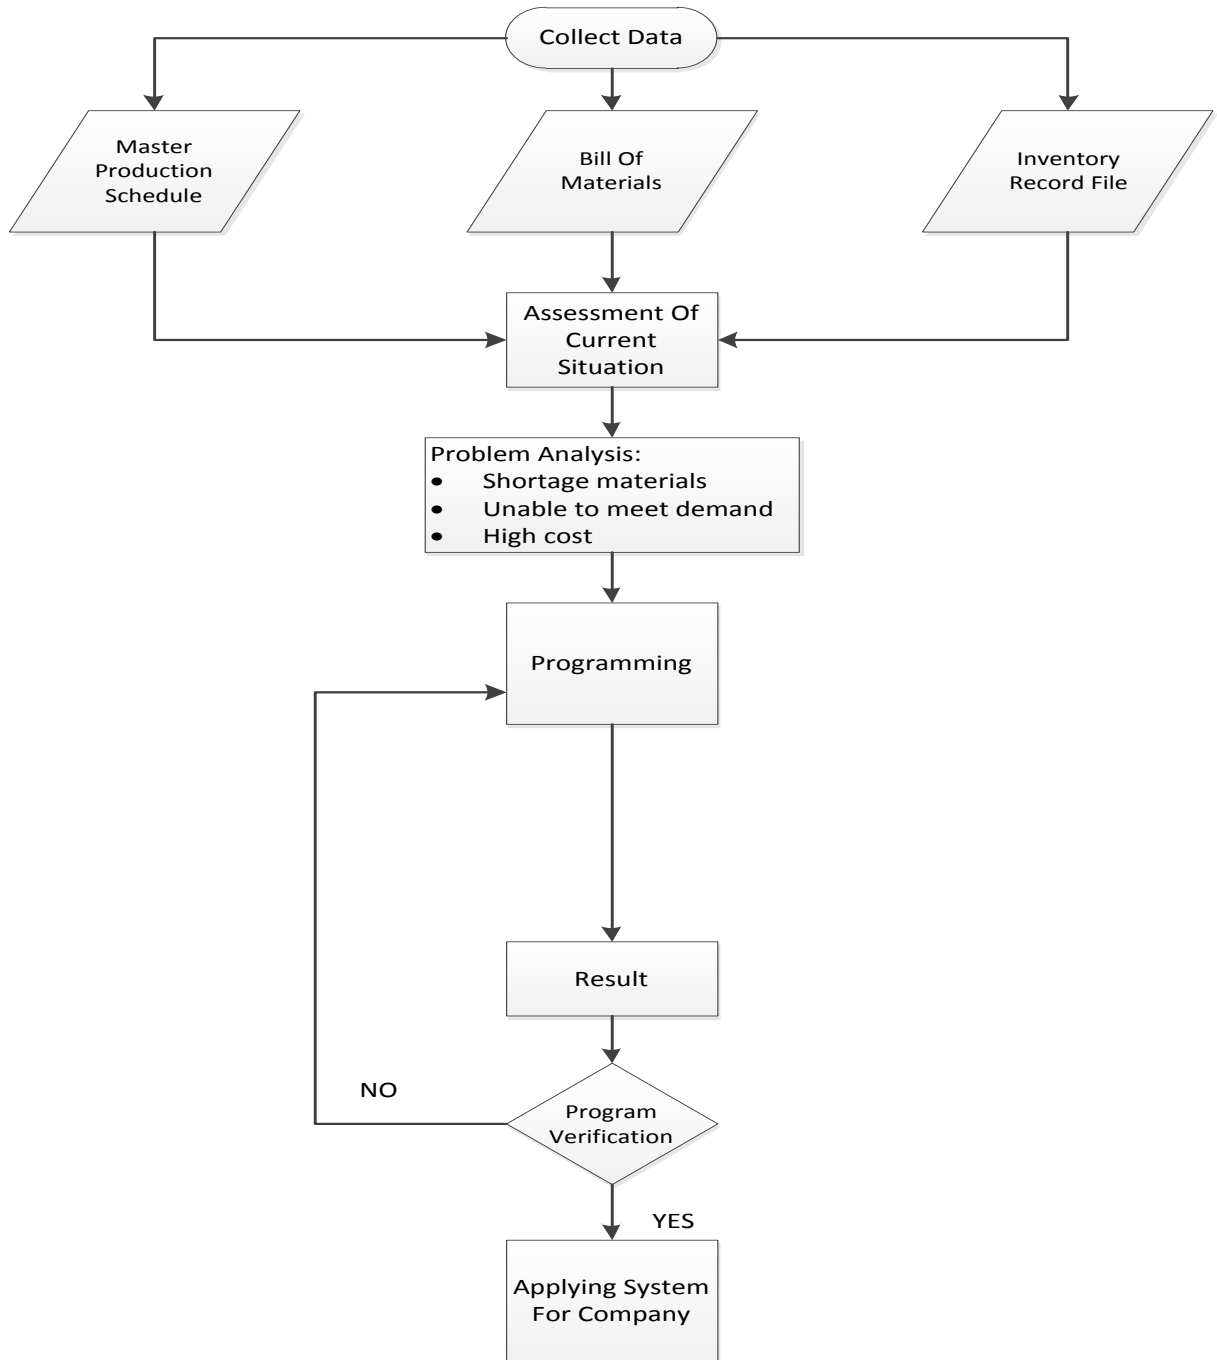 Collect Data
Master
Production
Schedule
Bill Of
Materials
Inventory
Record File
Assessment Of
Current
Situation
Problem Analysis:
• Shortage materials
• Unable to meet demand
• High cost
Programming
Result
NO
Program
Verification
YES
Applying System
For Company